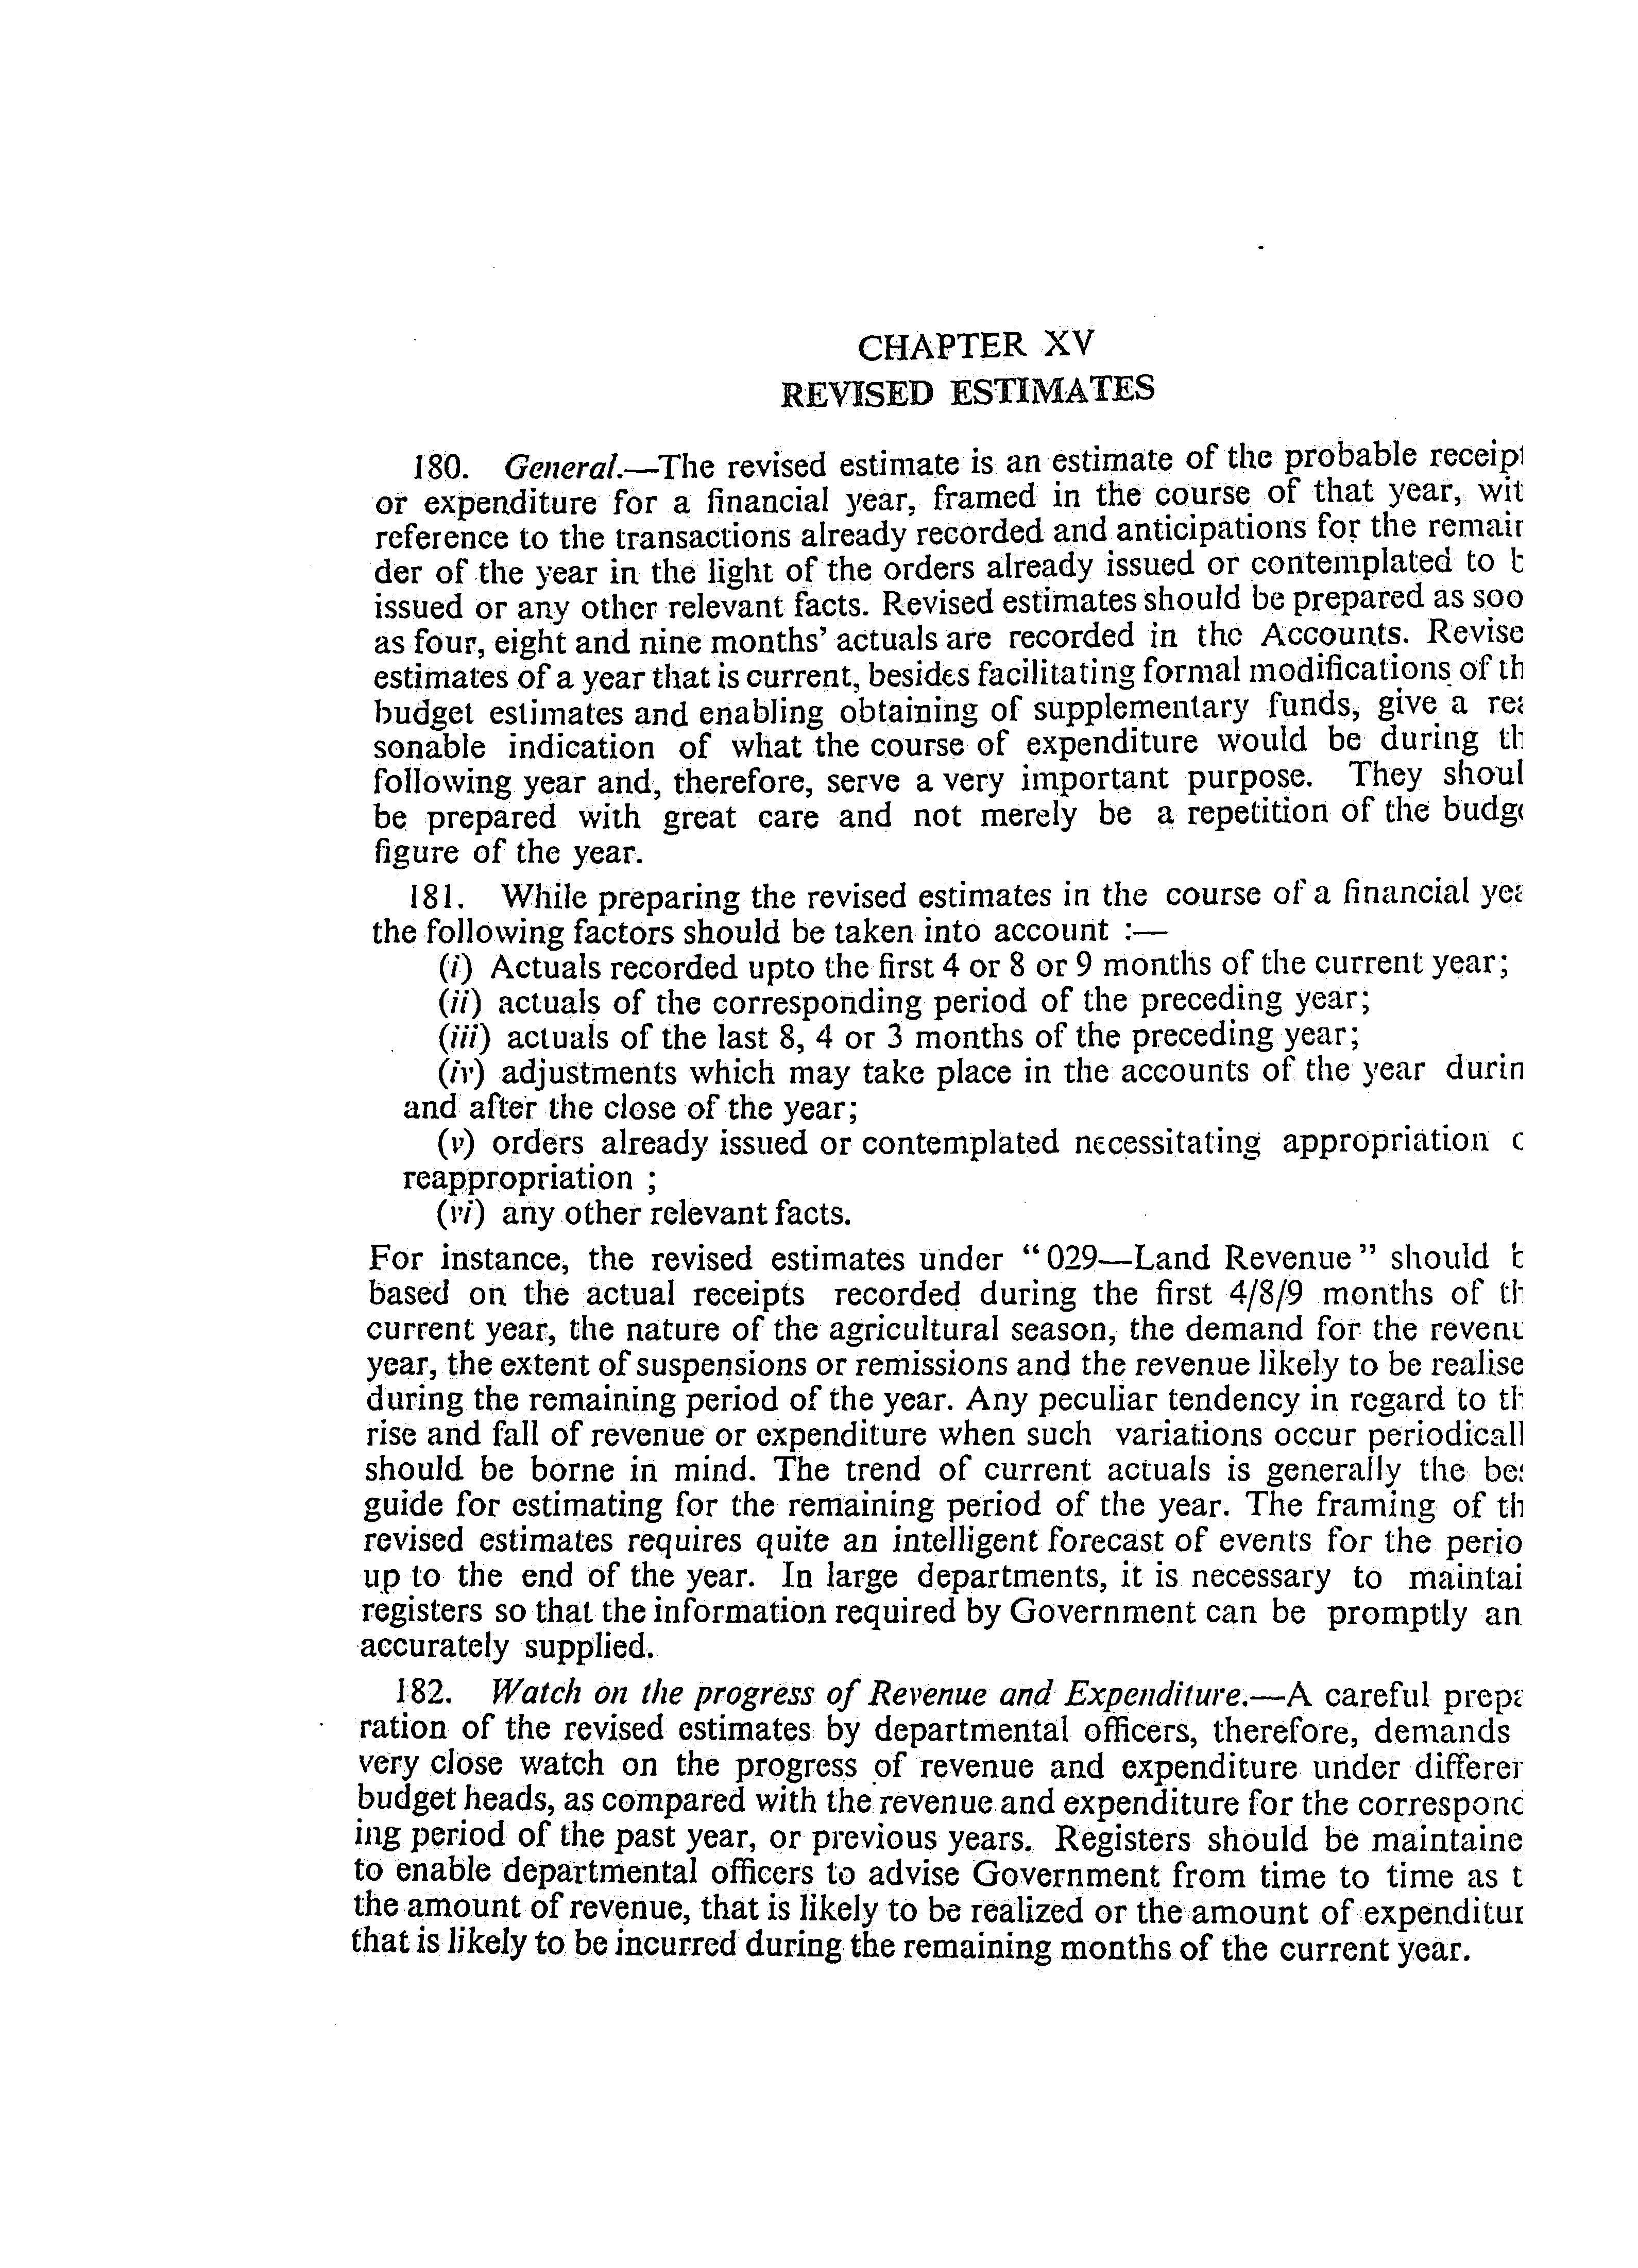 CHAPTER XV
REVISED ESTIMATES
180. General.—The revised estimate is an estimate of the probable receipt
or expenditure for a financial year, framed in the course of that year, wit
reference to the transactions already recorded and anticipations for the remain
der of the year in the light of the orders already issued or contemplated to b
issued or any other relevant facts. Revised estimates should be prepared as soo
as four, eight and nine months' actuals are recorded in the Accounts. Revise
estimates of a year that is current, besides facilitating formal modifications of th
budget estimates and enabling obtaining of supplementary funds, give a rea
sonable indication of what the course of expenditure would be during th
following year and, therefore, serve a very important purpose. They shoul
be prepared with great care and not merely be a repetition of the budge
figure of the year.
181. While preparing the revised estimates in the course of a financial yea
the following factors should be taken into account :—
(i) Actuals recorded upto the first 4 or 8 or 9 months of the current year;
(ii) actuals of the corresponding period of the preceding year;
(iii) actuals of the last 8, 4 or 3 months of the preceding year;
(iv) adjustments which may take place in the accounts of the year durin
and after the close of the year;
(v) orders already issued or contemplated necessitating appropriation o
reappropriation ;
(vi) any other relevant facts.
For instance, the revised estimates under "029—Land Revenue" should b
based on the actual receipts recorded during the first 4/8/9 months of th
current year, the nature of the agricultural season, the demand for the revenu
year, the extent of suspensions or remissions and the revenue likely to be realise
during the remaining period of the year. Any peculiar tendency in regard to th
rise and fall of revenue or expenditure when such variations occur periodicall
should be borne in mind. The trend of current actuals is generally the bes
guide for estimating for the remaining period of the year. The framing of th
revised estimates requires quite an intelligent forecast of events for the perio
up to the end of the year. In large departments, it is necessary to maintai
registers so that the information required by Government can be promptly an
accurately supplied.
182. Watch on the progress of Revenue and Expenditure.—A careful prepa
ration of the revised estimates by departmental officers, therefore, demands
very close watch on the progress of revenue and expenditure under differen
budget heads, as compared with the revenue and expenditure for the correspond
ing period of the past year, or previous years. Registers should be maintaine
to enable departmental officers to advise Government from time to time as t
the amount of revenue, that is likely to be realized or the amount of expenditur
that is likely to be incurred during the remaining months of the current year.